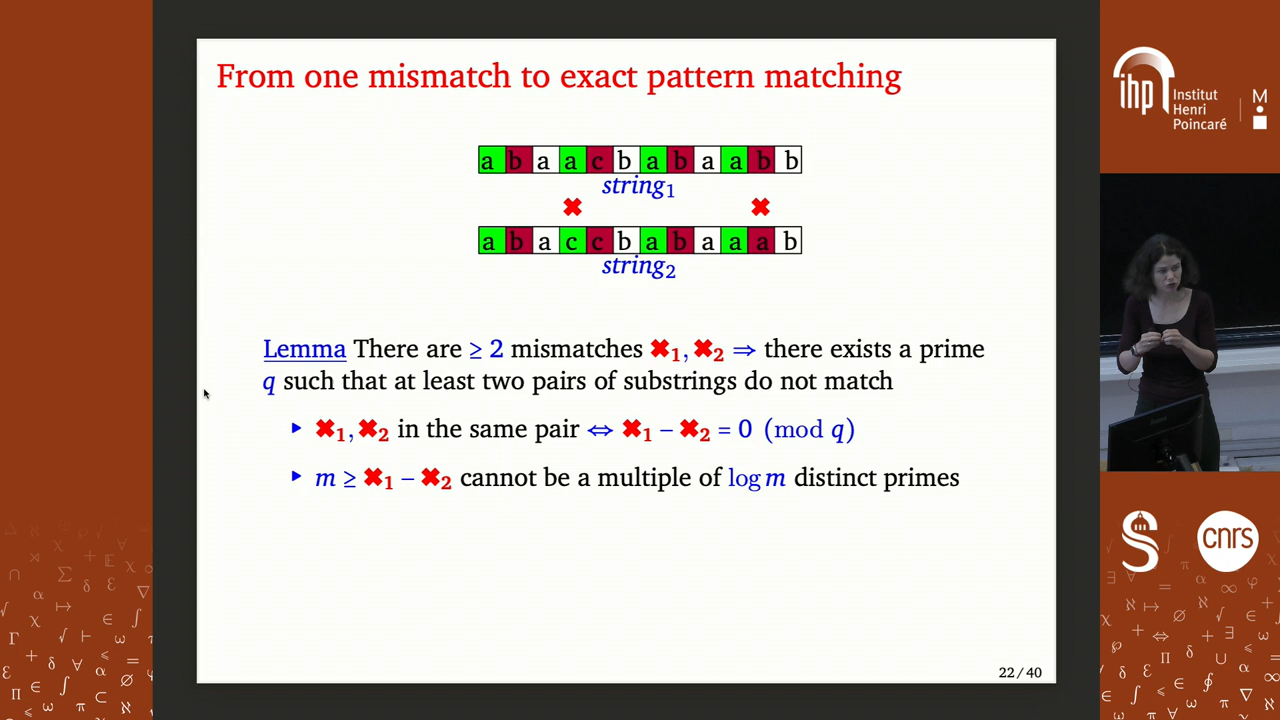 From one mismatch to exact pattern matching
a b a a c b a b a a b b
string1
✖ ✖
a b a c c b a b a a a b
string2
Lemma There are ≥ 2 mismatches ✖1, ✖2 ⇒ there exists a prime
q such that at least two pairs of substrings do not match
▸ ✖1, ✖2 in the same pair ⇔ ✖1 − ✖2 = 0 (mod q)
▸ m ≥ ✖1 − ✖2 cannot be a multiple of log m distinct primes
22 / 40
ihp
Institut
Henri
Poincaré
M
S
cnrs